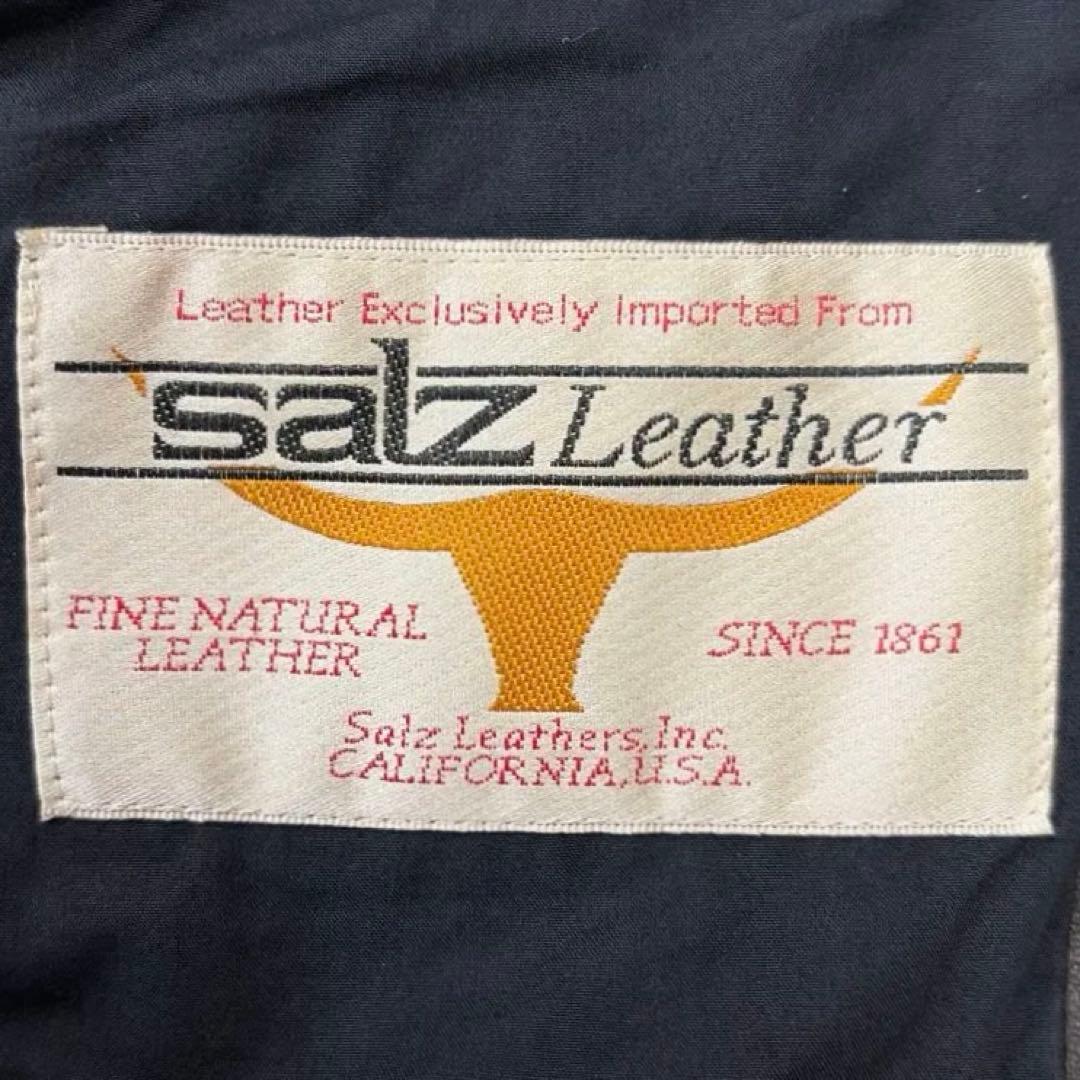 Leather Exclusively Imported From
salz Leather
FINE NATURAL
LEATHER
SINCE 1861
Salz Leathers,Inc.
CALIFORNIA,U.S.A.